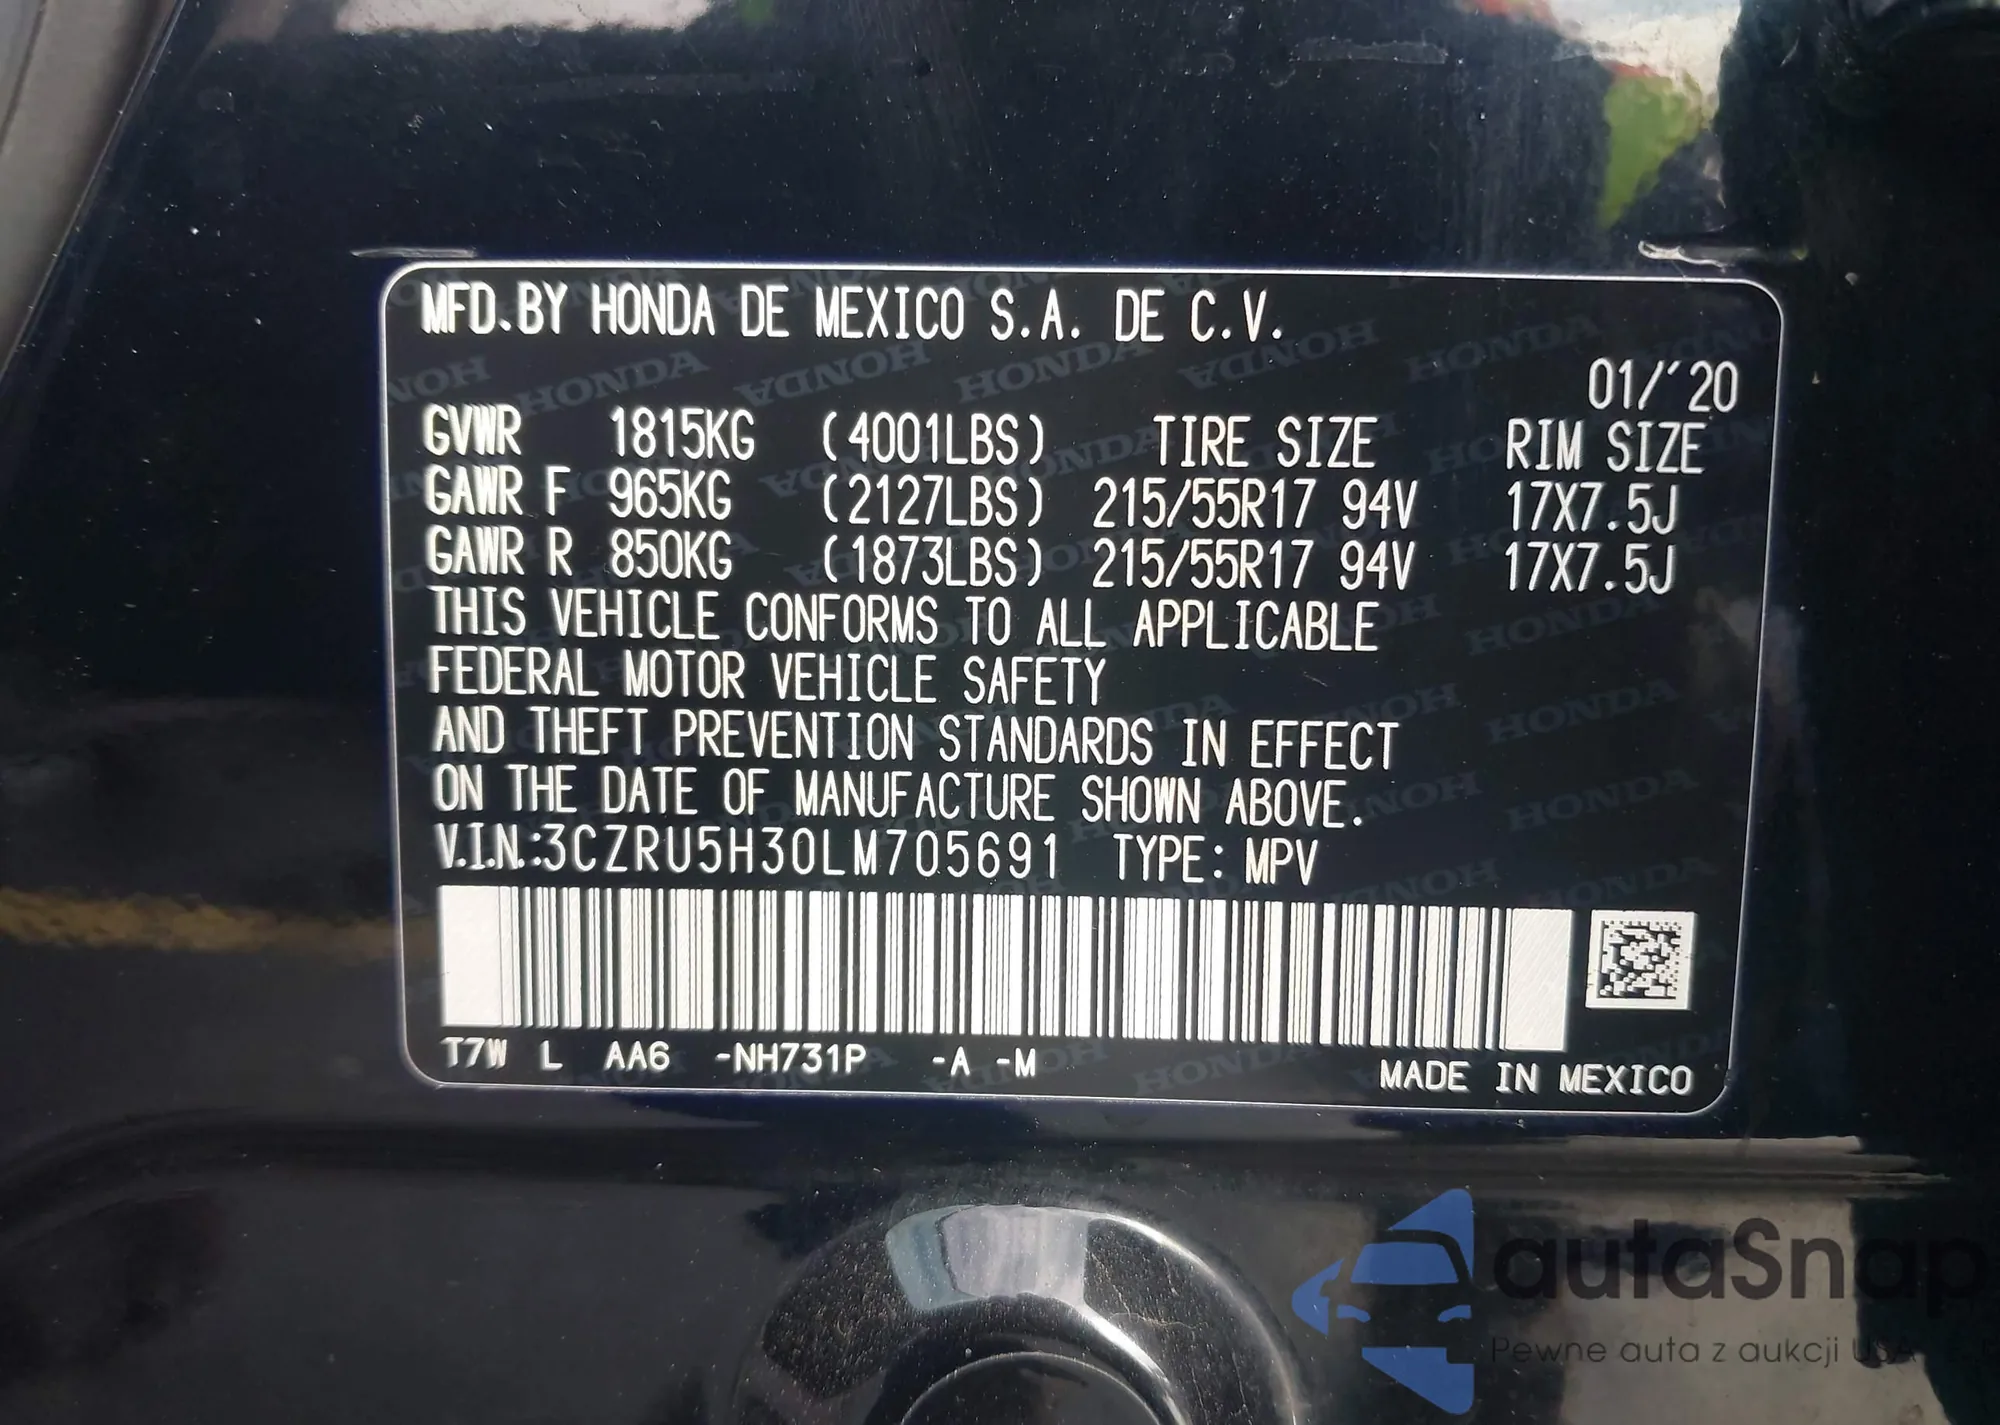 MFD.BY HONDA DE MEXICO S.A. DE C.V.
01/'20
GVWR 1815KG (4001LBS) TIRE SIZE RIM SIZE
GAWR F 965KG (2127LBS) 215/55R17 94V 17X7.5J
GAWR R 850KG (1873LBS) 215/55R17 94V 17X7.5J
THIS VEHICLE CONFORMS TO ALL APPLICABLE
FEDERAL MOTOR VEHICLE SAFETY
AND THEFT PREVENTION STANDARDS IN EFFECT
ON THE DATE OF MANUFACTURE SHOWN ABOVE.
V.I.N.:3CZRU5H30LM705691 TYPE: MPV
T7W L AA6 -NH731P -A -M
MADE IN MEXICO
autaSnap
Pewne auta z aukcji USA